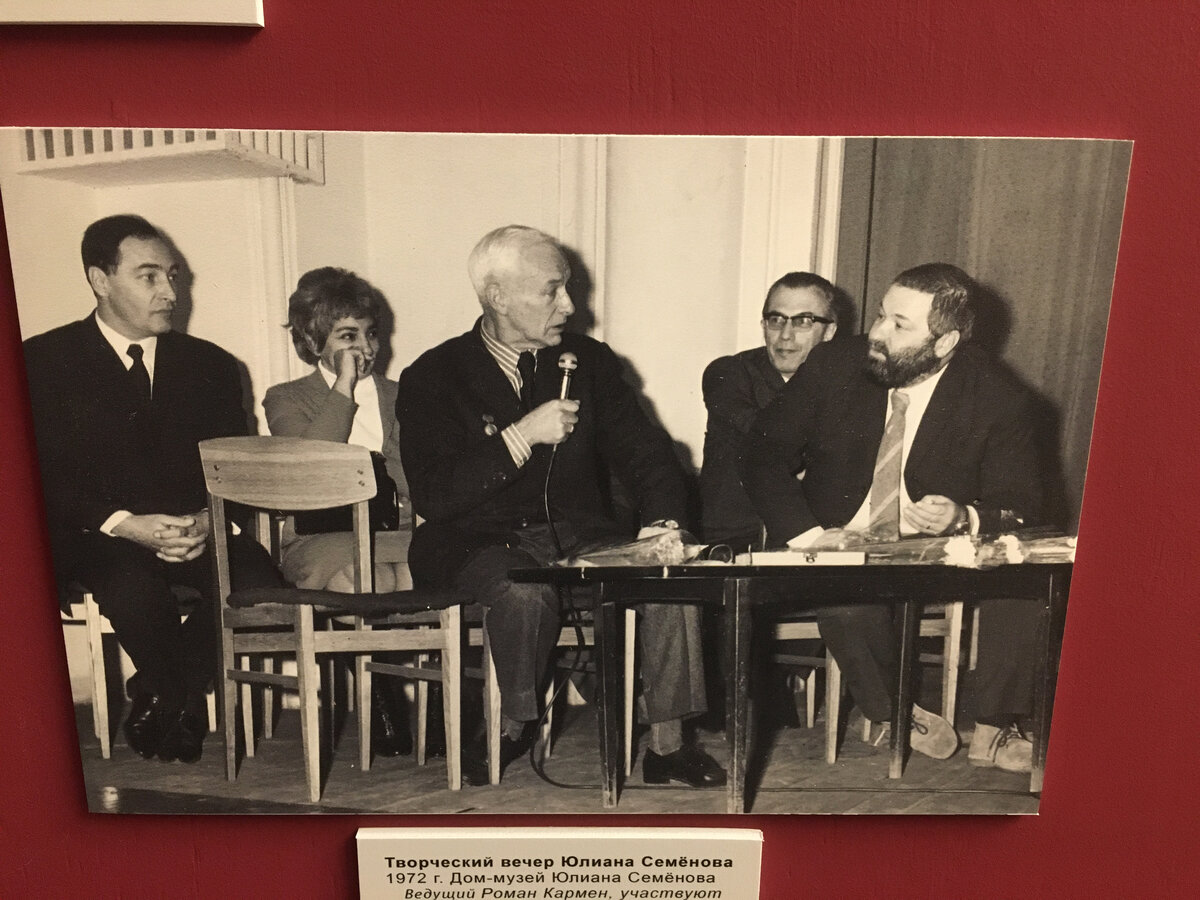 Творческий вечер Юлиана Семёнова
1972 г. Дом-музей Юлиана Семёнова
Ведущий Роман Кармен, участвуют